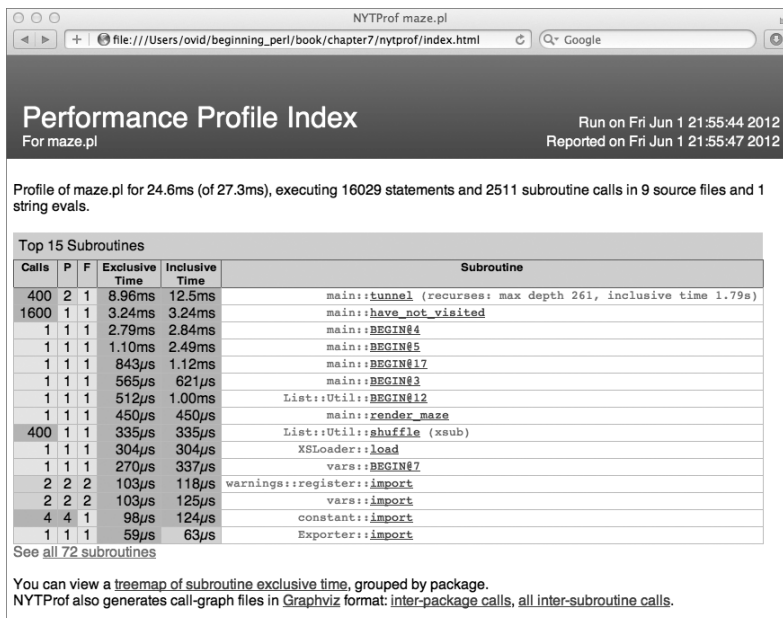 NYTProf maze.pl
file:///Users/ovid/beginning_perl/book/chapter7/nytprof/index.html
Google
Performance Profile Index
For maze.pl
Run on Fri Jun 1 21:55:44 2012
Reported on Fri Jun 1 21:55:47 2012
Profile of maze.pl for 24.6ms (of 27.3ms), executing 16029 statements and 2511 subroutine calls in 9 source files and 1
string evals.
Top 15 Subroutines
Calls P F Exclusive Time Inclusive Time Subroutine
400 2 1 8.96ms 12.5ms main::tunnel (recurses: max depth 261, inclusive time 1.79s)
1600 1 1 3.24ms 3.24ms main::have_not_visited
1 1 1 2.79ms 2.84ms main::BEGIN@4
1 1 1 1.10ms 2.49ms main::BEGIN@5
1 1 1 843µs 1.12ms main::BEGIN@17
1 1 1 565µs 621µs main::BEGIN@3
1 1 1 512µs 1.00ms List::Util::BEGIN@12
1 1 1 450µs 450µs main::render_maze
400 1 1 335µs 335µs List::Util::shuffle (xsub)
1 1 1 304µs 304µs XSLoader::load
1 1 1 270µs 337µs vars::BEGIN@7
2 2 2 103µs 118µs warnings::register::import
2 2 2 103µs 125µs vars::import
4 4 1 98µs 124µs constant::import
1 1 1 59µs 63µs Exporter::import
See all 72 subroutines
You can view a treemap of subroutine exclusive time, grouped by package.
NYTProf also generates call-graph files in Graphviz format: inter-package calls, all inter-subroutine calls.